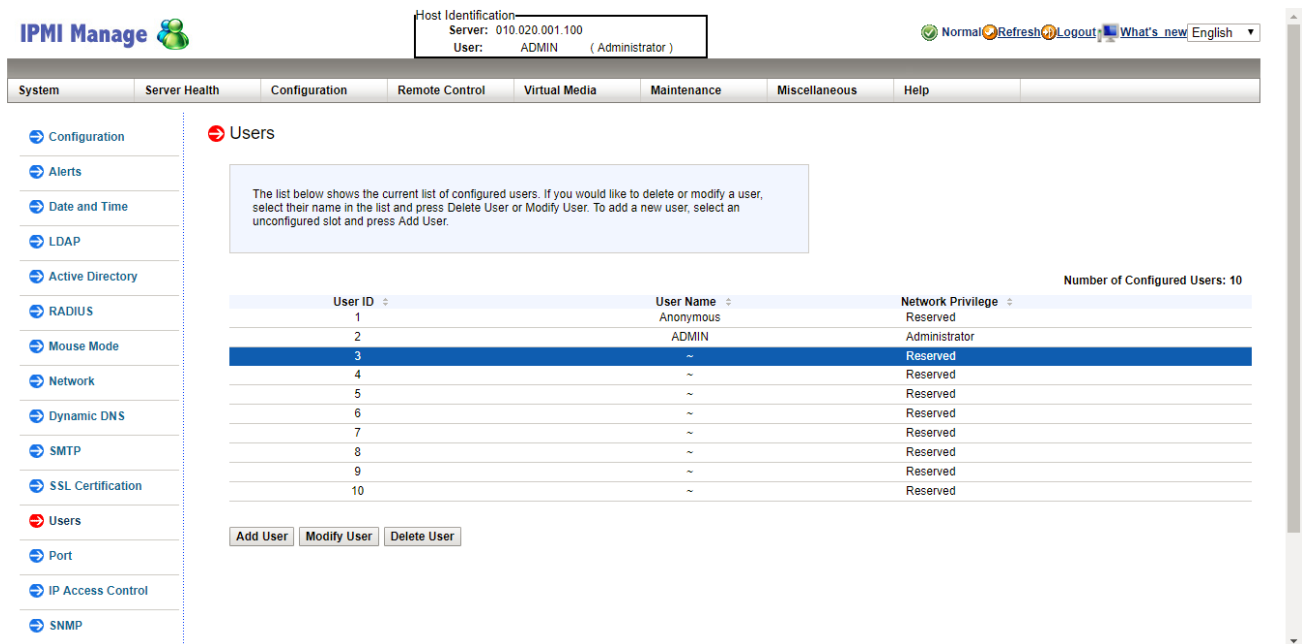 IPMI Manage
Host Identification
Server: 010.020.001.100
User: ADMIN ( Administrator )
Normal Refresh Logout What's new English
System Server Health Configuration Remote Control Virtual Media Maintenance Miscellaneous Help
Configuration
Alerts
Date and Time
LDAP
Active Directory
RADIUS
Mouse Mode
Network
Dynamic DNS
SMTP
SSL Certification
Users
Port
IP Access Control
SNMP
Users
The list below shows the current list of configured users. If you would like to delete or modify a user,
select their name in the list and press Delete User or Modify User. To add a new user, select an
unconfigured slot and press Add User.
Number of Configured Users: 10
User ID User Name Network Privilege
1 Anonymous Reserved
2 ADMIN Administrator
3 ~ Reserved
4 ~ Reserved
5 ~ Reserved
6 ~ Reserved
7 ~ Reserved
8 ~ Reserved
9 ~ Reserved
10 ~ Reserved
Add User Modify User Delete User